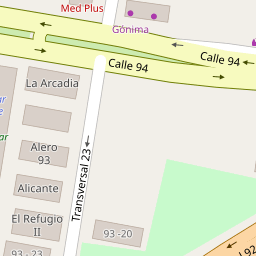 Med Plus
Gónima
Calle 94
Calle 94
La Arcadia
Alero
93
Transversal 23
Alicante
El Refugio
II
93 -20
93 - 23